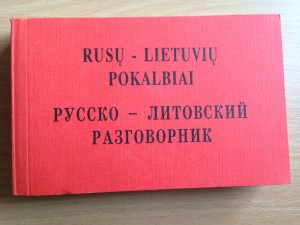 RUSŲ - LIETUVIŲ
POKALBIAI
РУССКО – ЛИТОВСКИЙ
РАЗГОВОРНИК